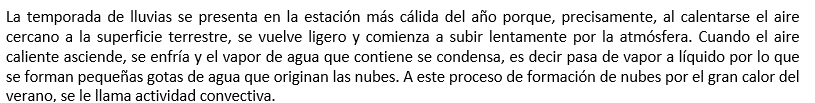 La temporada de lluvias se presenta en la estación más cálida del año porque, precisamente, al calentarse el aire
cercano a la superficie terrestre, se vuelve ligero y comienza a subir lentamente por la atmósfera. Cuando el aire
caliente asciende, se enfría y el vapor de agua que contiene se condensa, es decir pasa de vapor a líquido por lo que
se forman pequeñas gotas de agua que originan las nubes. A este proceso de formación de nubes por el gran calor del
verano, se le llama actividad convectiva.